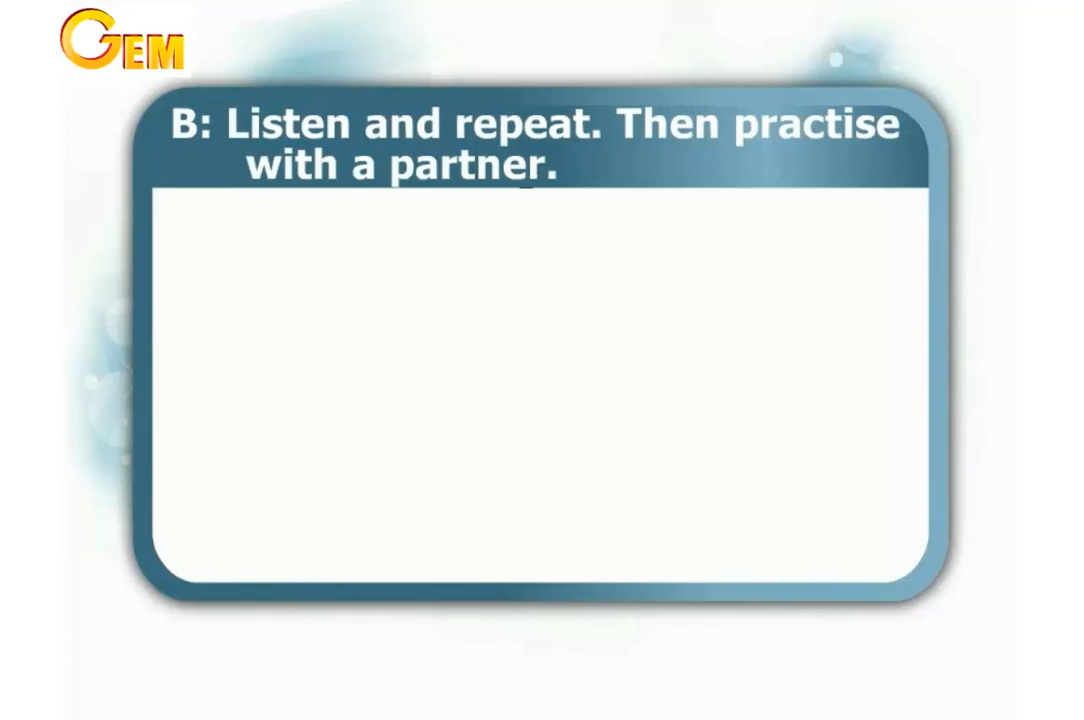 GEM
B: Listen and repeat. Then practise
with a partner.